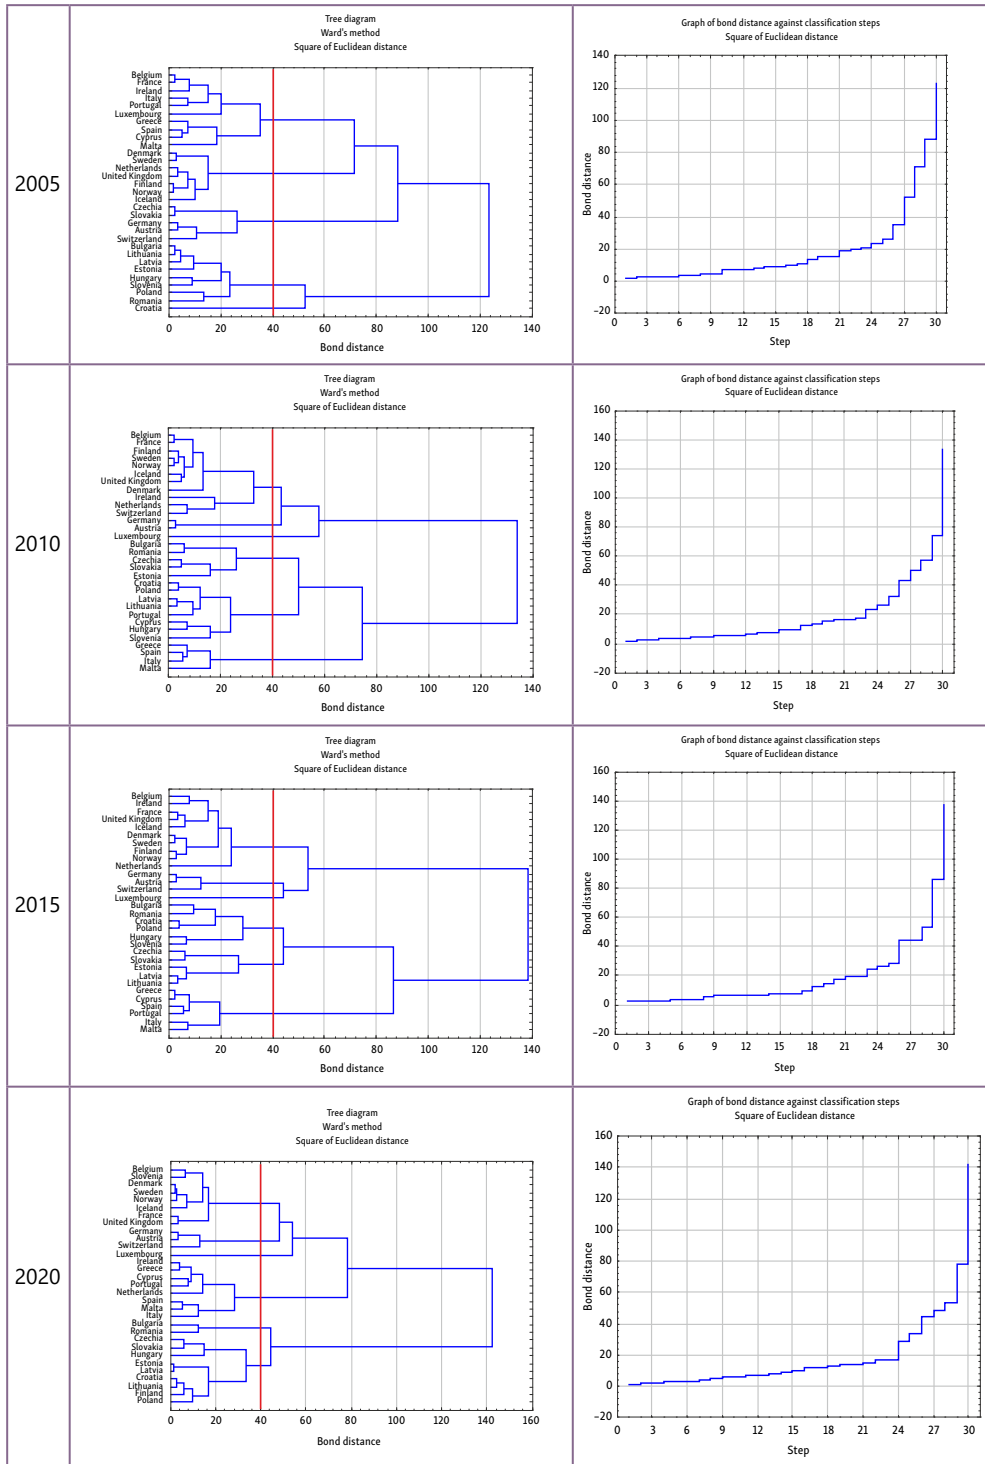 2005
Tree diagram
Ward's method
Square of Euclidean distance
Belgium
France
Ireland
Italy
Portugal
Luxembourg
Greece
Spain
Cyprus
Malta
Denmark
Sweden
Netherlands
United Kingdom
Finland
Norway
Iceland
Czechia
Slovakia
Germany
Austria
Switzerland
Bulgaria
Lithuania
Latvia
Estonia
Hungary
Slovenia
Poland
Romania
Croatia
0 20 40 60 80 100 120 140
Bond distance
Graph of bond distance against classification steps
Square of Euclidean distance
Bond distance
140
120
100
80
60
40
20
0
−20
0 3 6 9 12 15 18 21 24 27 30
Step
2010
Tree diagram
Ward's method
Square of Euclidean distance
Belgium
France
Finland
Sweden
Norway
Iceland
United Kingdom
Denmark
Ireland
Netherlands
Switzerland
Germany
Austria
Luxembourg
Bulgaria
Romania
Czechia
Slovakia
Estonia
Croatia
Poland
Latvia
Lithuania
Portugal
Cyprus
Hungary
Slovenia
Greece
Spain
Italy
Malta
0 20 40 60 80 100 120 140
Bond distance
Graph of bond distance against classification steps
Square of Euclidean distance
Bond distance
160
140
120
100
80
60
40
20
0
−20
0 3 6 9 12 15 18 21 24 27 30
Step
2015
Tree diagram
Ward's method
Square of Euclidean distance
Belgium
Ireland
France
United Kingdom
Iceland
Denmark
Sweden
Finland
Norway
Netherlands
Germany
Austria
Switzerland
Luxembourg
Bulgaria
Romania
Croatia
Poland
Hungary
Slovenia
Czechia
Slovakia
Estonia
Latvia
Lithuania
Greece
Cyprus
Spain
Portugal
Italy
Malta
0 20 40 60 80 100 120 140
Bond distance
Graph of bond distance against classification steps
Square of Euclidean distance
Bond distance
160
140
120
100
80
60
40
20
0
−20
0 3 6 9 12 15 18 21 24 27 30
Step
2020
Tree diagram
Ward's method
Square of Euclidean distance
Belgium
Slovenia
Denmark
Sweden
Norway
Iceland
France
United Kingdom
Germany
Austria
Switzerland
Luxembourg
Ireland
Greece
Cyprus
Portugal
Netherlands
Spain
Malta
Italy
Bulgaria
Romania
Czechia
Slovakia
Hungary
Estonia
Latvia
Croatia
Lithuania
Finland
Poland
0 20 40 60 80 100 120 140 160
Bond distance
Graph of bond distance against classification steps
Square of Euclidean distance
Bond distance
160
140
120
100
80
60
40
20
0
−20
0 3 6 9 12 15 18 21 24 27 30
Step